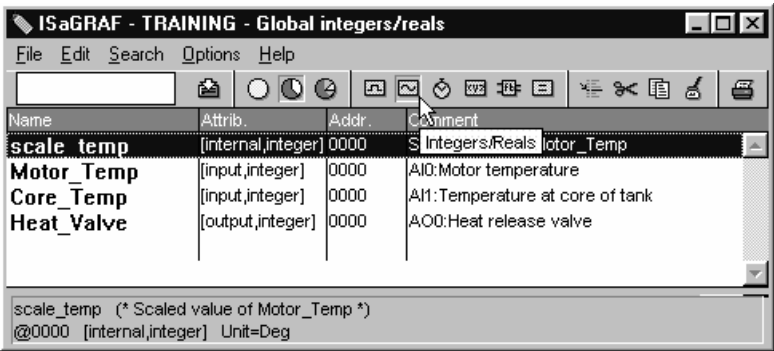 ISaGRAF - TRAINING - Global integers/reals
File Edit Search Options Help
Name Attrib. Addr. Comment
scale_temp [internal,integer] 0000 S Integers/Reals otor_Temp
Motor_Temp [input,integer] 0000 AI0:Motor temperature
Core_Temp [input,integer] 0000 AI1:Temperature at core of tank
Heat_Valve [output,integer] 0000 AO0:Heat release valve
scale_temp (* Scaled value of Motor_Temp *)
@0000 [internal,integer] Unit=Deg